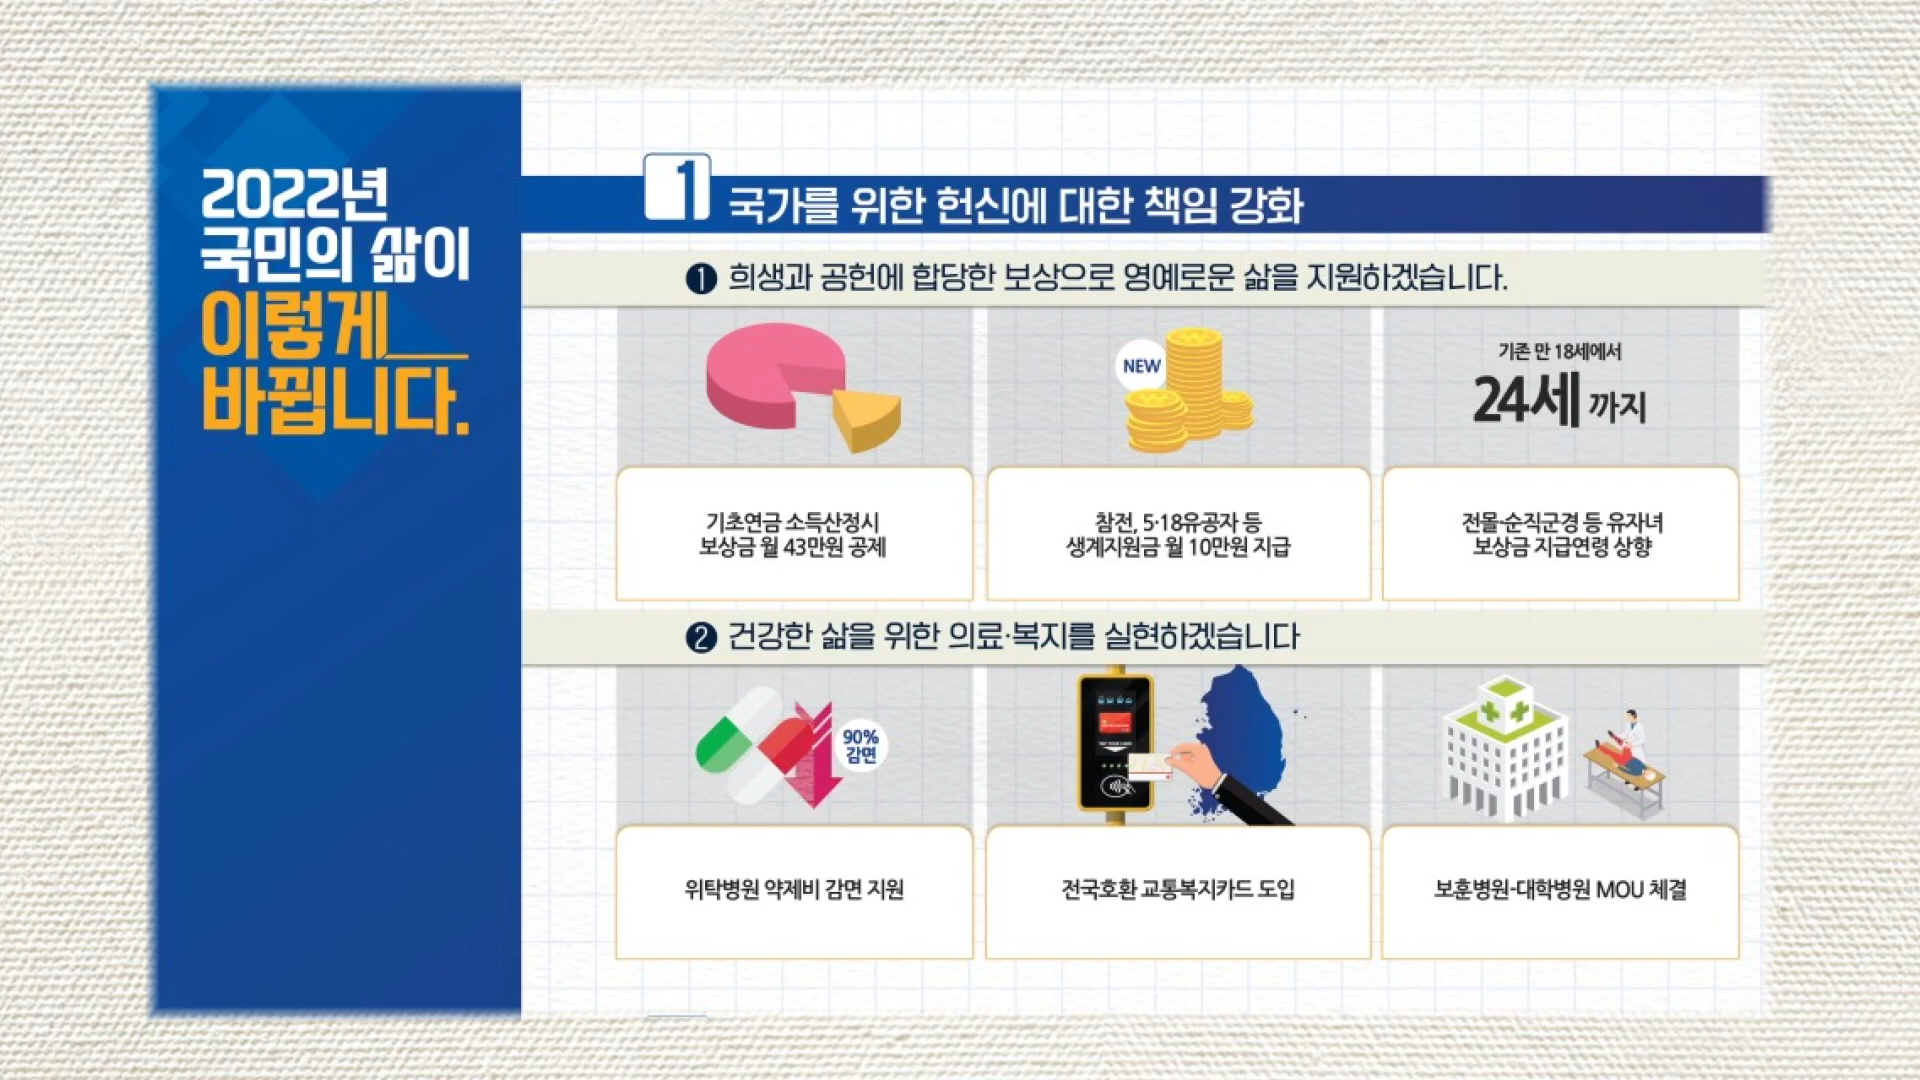 2022년
국민의 삶이
이렇게
바뀝니다.
1 국가를 위한 헌신에 대한 책임 강화
1 희생과 공헌에 합당한 보상으로 영예로운 삶을 지원하겠습니다.
NEW
기존 만 18세에서
24세 까지
기초연금 소득산정시
보상금 월 43만원 공제
참전, 5·18유공자 등
생계지원금 월 10만원 지급
전몰·순직군경 등 유자녀
보상금 지급연령 상향
2 건강한 삶을 위한 의료·복지를 실현하겠습니다
90%
감면
위탁병원 약제비 감면 지원
전국호환 교통복지카드 도입
보훈병원-대학병원 MOU 체결